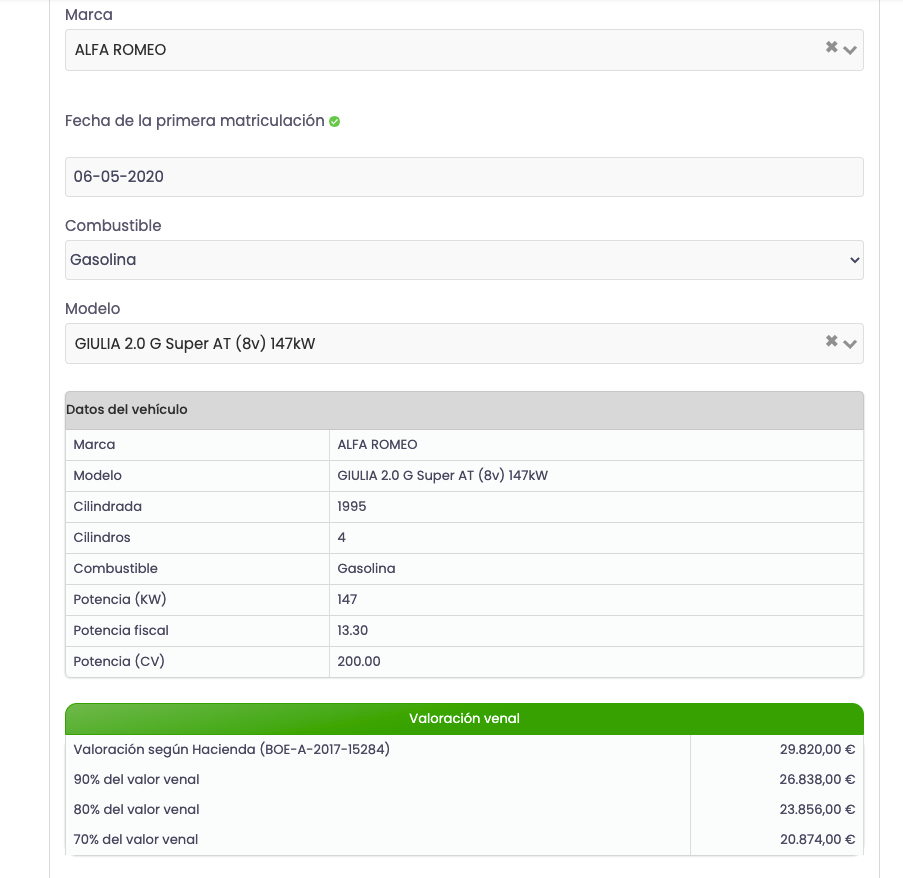 Marca
ALFA ROMEO
Fecha de la primera matriculación
06-05-2020
Combustible
Gasolina
Modelo
GIULIA 2.0 G Super AT (8v) 147kW
Datos del vehículo
Marca ALFA ROMEO
Modelo GIULIA 2.0 G Super AT (8v) 147kW
Cilindrada 1995
Cilindros 4
Combustible Gasolina
Potencia (KW) 147
Potencia fiscal 13.30
Potencia (CV) 200.00
Valoración venal
Valoración según Hacienda (BOE-A-2017-15284) 29.820,00 €
90% del valor venal 26.838,00 €
80% del valor venal 23.856,00 €
70% del valor venal 20.874,00 €